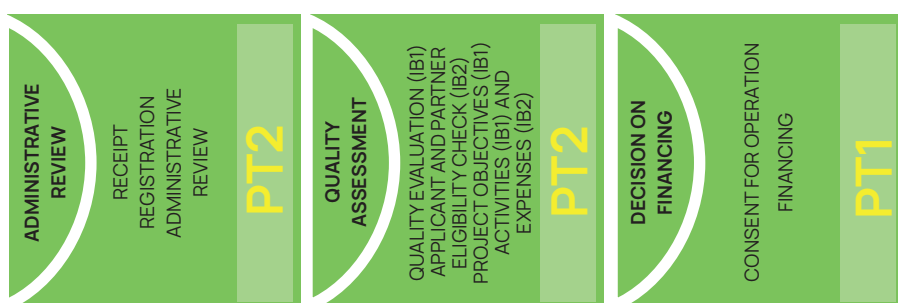 ADMINISTRATIVE
REVIEW
RECEIPT
REGISTRATION
ADMINISTRATIVE
REVIEW
PT2
QUALITY
ASSESSMENT
QUALITY EVALUATION (IB1)
APPLICANT AND PARTNER
ELIGIBILITY CHECK (IB2)
PROJECT OBJECTIVES (IB1)
ACTIVITIES (IB1) AND
EXPENSES (IB2)
PT2
DECISION ON
FINANCING
CONSENT FOR OPERATION
FINANCING
PT1